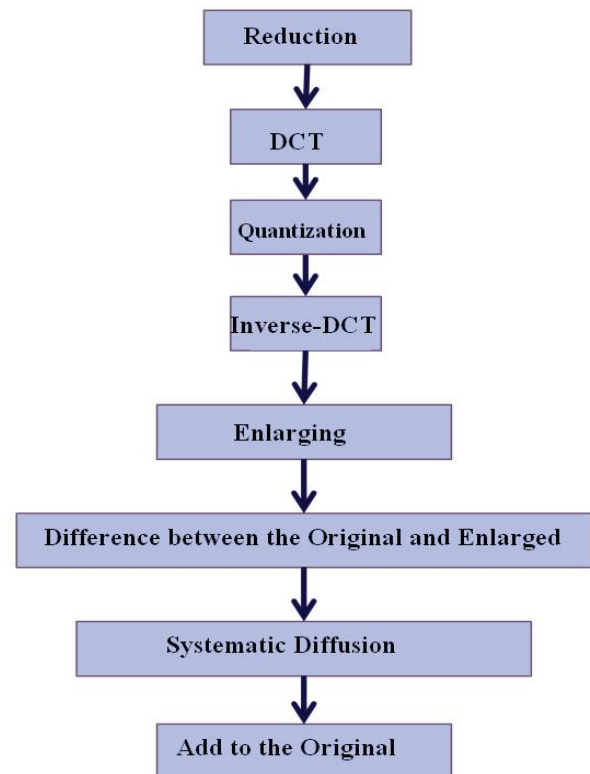 Reduction
DCT
Quantization
Inverse-DCT
Enlarging
Difference between the Original and Enlarged
Systematic Diffusion
Add to the Original